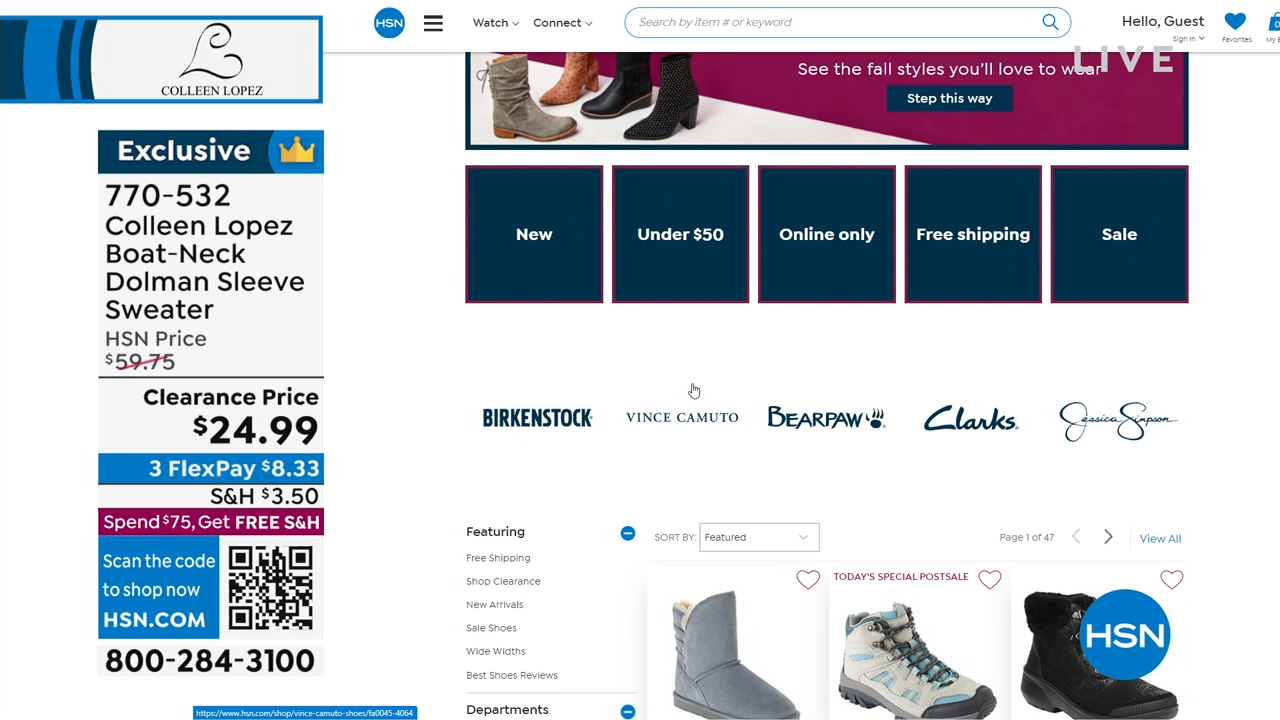 COLLEEN LOPEZ
Exclusive
770-532
Colleen Lopez
Boat-Neck
Dolman Sleeve
Sweater
HSN Price
$59.75
Clearance Price
$24.99
3 FlexPay $8.33
S&H $3.50
Spend $75, Get FREE S&H
Scan the code
to shop now
HSN.COM
800-284-3100
HSN
Watch
Connect
Search by item # or keyword
Hello, Guest
Sign In
Favorites
My
0
LIVE
See the fall styles you'll love to wear
Step this way
New
Under $50
Online only
Free shipping
Sale
BIRKENSTOCK
VINCE CAMUTO
BEARPAW
Clarks
Jessica Simpson
Featuring
Free Shipping
Shop Clearance
New Arrivals
Sale Shoes
Wide Widths
Best Shoes Reviews
Departments
SORT BY: Featured
Page 1 of 47
View All
TODAY'S SPECIAL POSTSALE
HSN
https://www.hsn.com/shop/vince-camuto-shoes/fa0045-4064